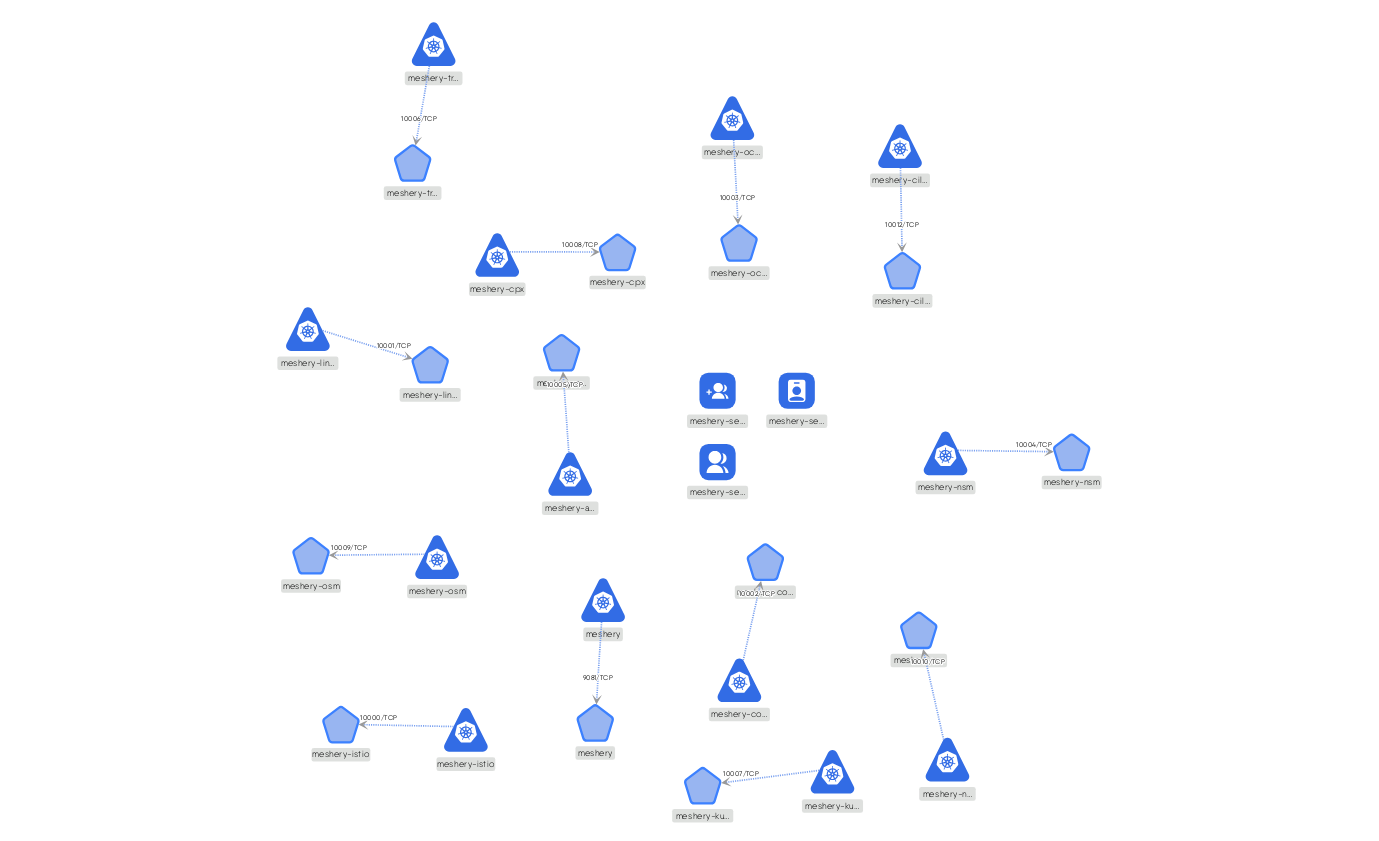 meshery-tr...
10006/TCP
meshery-tr...
meshery-oc...
10003/TCP
meshery-oc...
meshery-cil...
10012/TCP
meshery-cil...
10008/TCP
meshery-cpx
meshery-cpx
meshery-lin...
10001/TCP
meshery-lin...
10005/TCP
meshery-a...
meshery-se...
meshery-se...
meshery-se...
10004/TCP
meshery-nsm
meshery-nsm
10009/TCP
meshery-osm
meshery-osm
meshery
9081/TCP
meshery
10002/TCP
meshery-co...
10010/TCP
meshery-n...
10000/TCP
meshery-istio
meshery-istio
10007/TCP
meshery-ku...
meshery-ku...